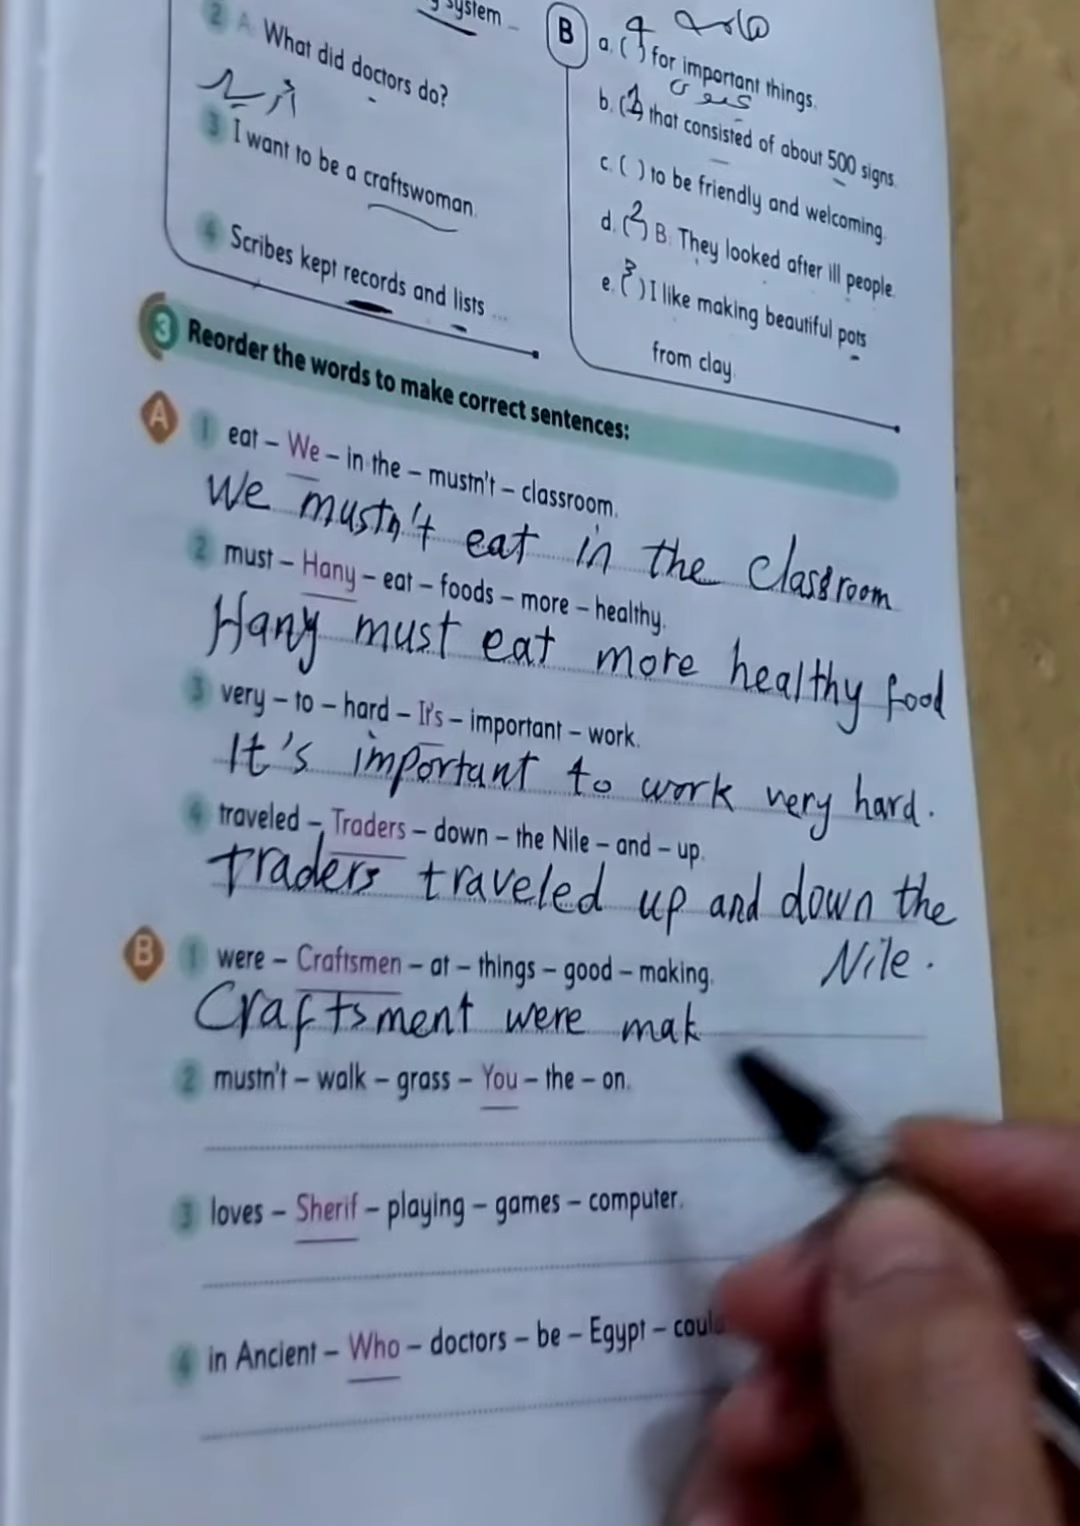 system ..
2 A. What did doctors do?
3 I want to be a craftswoman.
4 Scribes kept records and lists ...
B
a. (4) for important things.
b. (1) that consisted of about 500 signs.
c. ( ) to be friendly and welcoming.
d. (2) B. They looked after ill people.
e. (3) I like making beautiful pots
from clay.
3 Reorder the words to make correct sentences:
A 1 eat – We – in the – mustn't – classroom.
We mustn't eat in the classroom
2 must – Hany – eat – foods – more – healthy.
Hany must eat more healthy food
3 very – to – hard – It's – important – work.
It's important to work very hard.
4 traveled – Traders – down – the Nile – and – up.
traders traveled up and down the
Nile.
B 1 were – Craftsmen – at – things – good – making.
Craftsment were mak
2 mustn't – walk – grass – You – the – on.
3 loves – Sherif – playing – games – computer.
4 in Ancient – Who – doctors – be – Egypt – coul